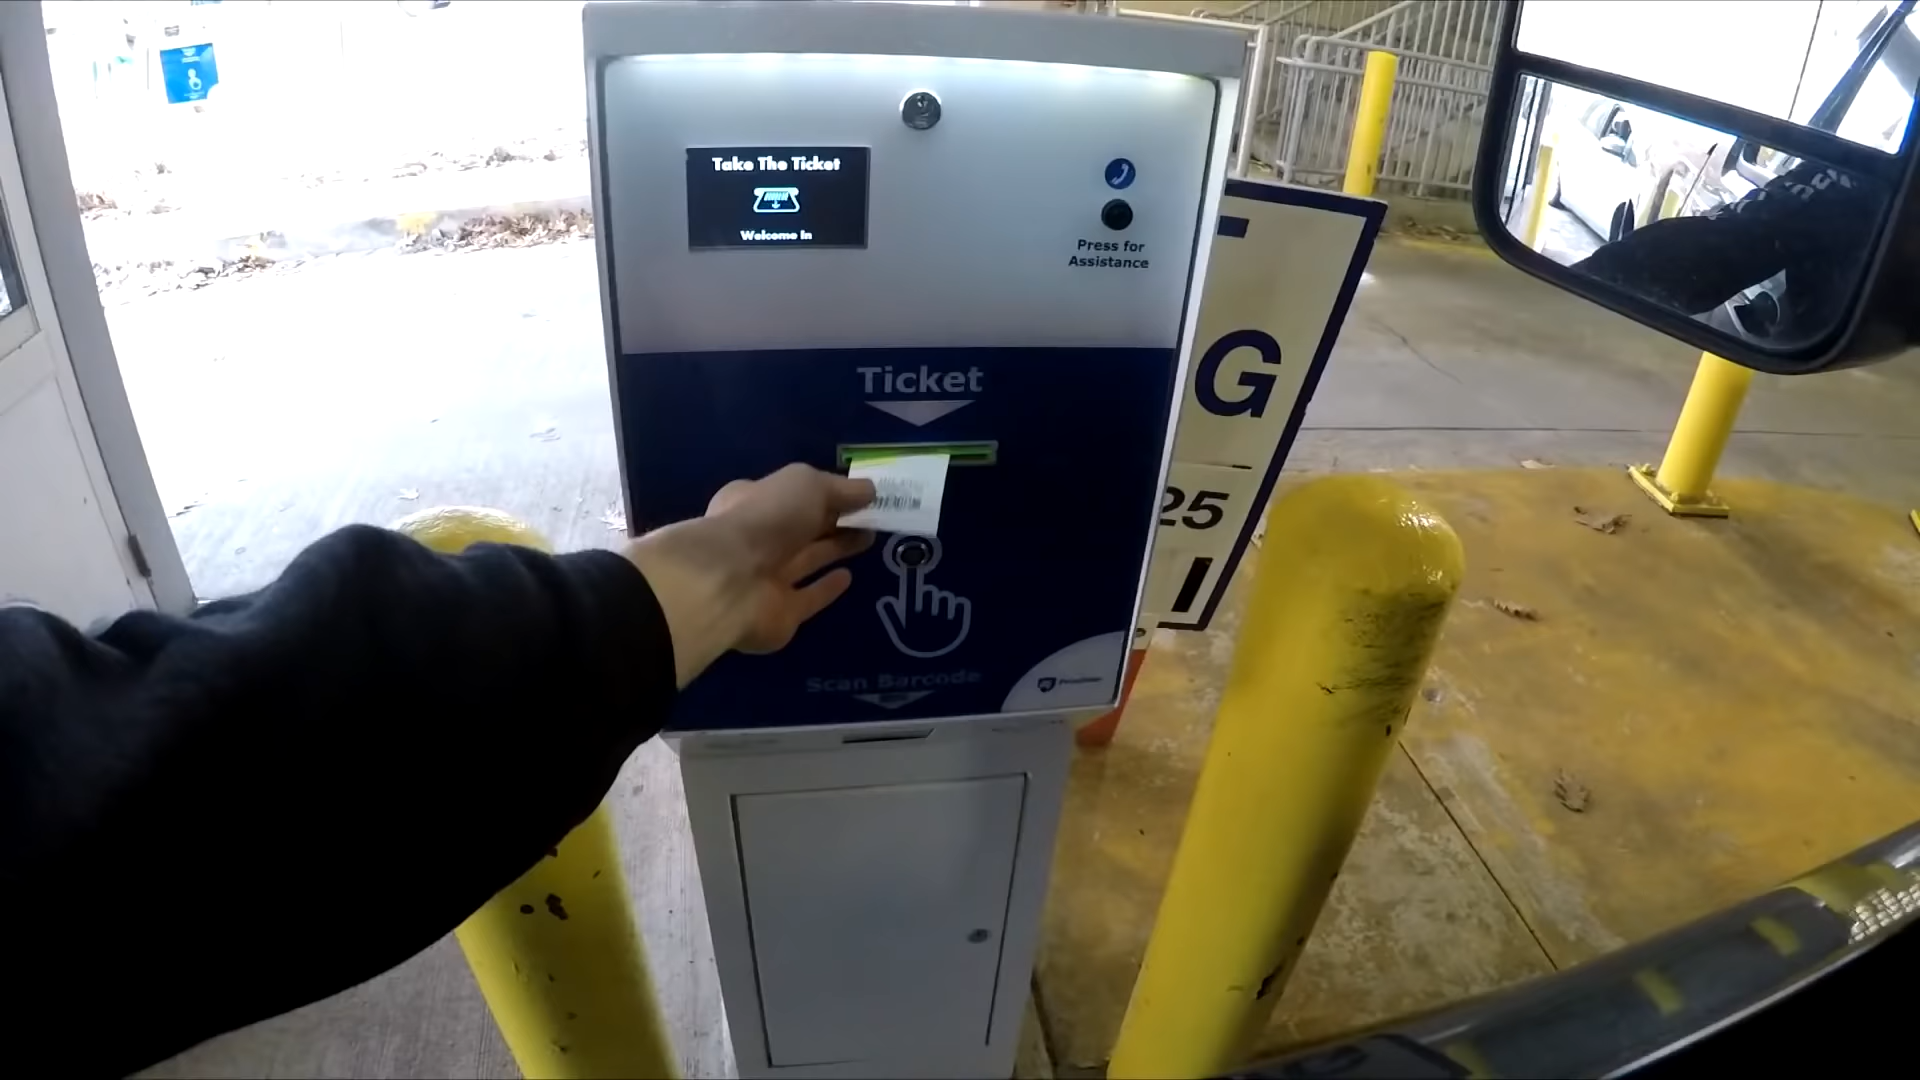 Take The Ticket
Welcome In
Press for
Assistance
Ticket
Scan Barcode
G
25